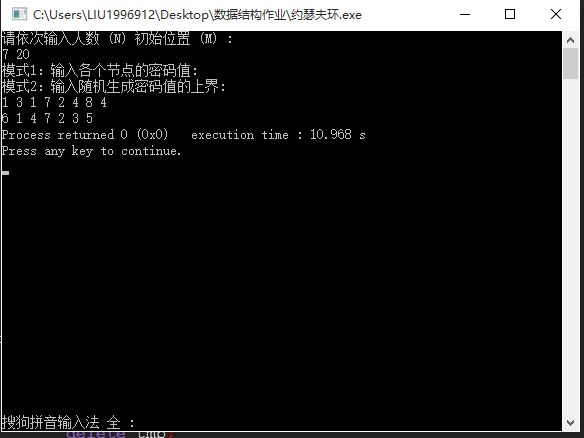 C:\Users\LIU1996912\Desktop\数据结构作业\约瑟夫环.exe
请依次输入人数 (N) 初始位置 (M) :
7 20
模式1: 输入各个节点的密码值:
模式2: 输入随机生成密码值的上界:
1 3 1 7 2 4 8 4
6 1 4 7 2 3 5
Process returned 0 (0x0)   execution time : 10.968 s
Press any key to continue.
搜狗拼音输入法 全 :
delete tmp;